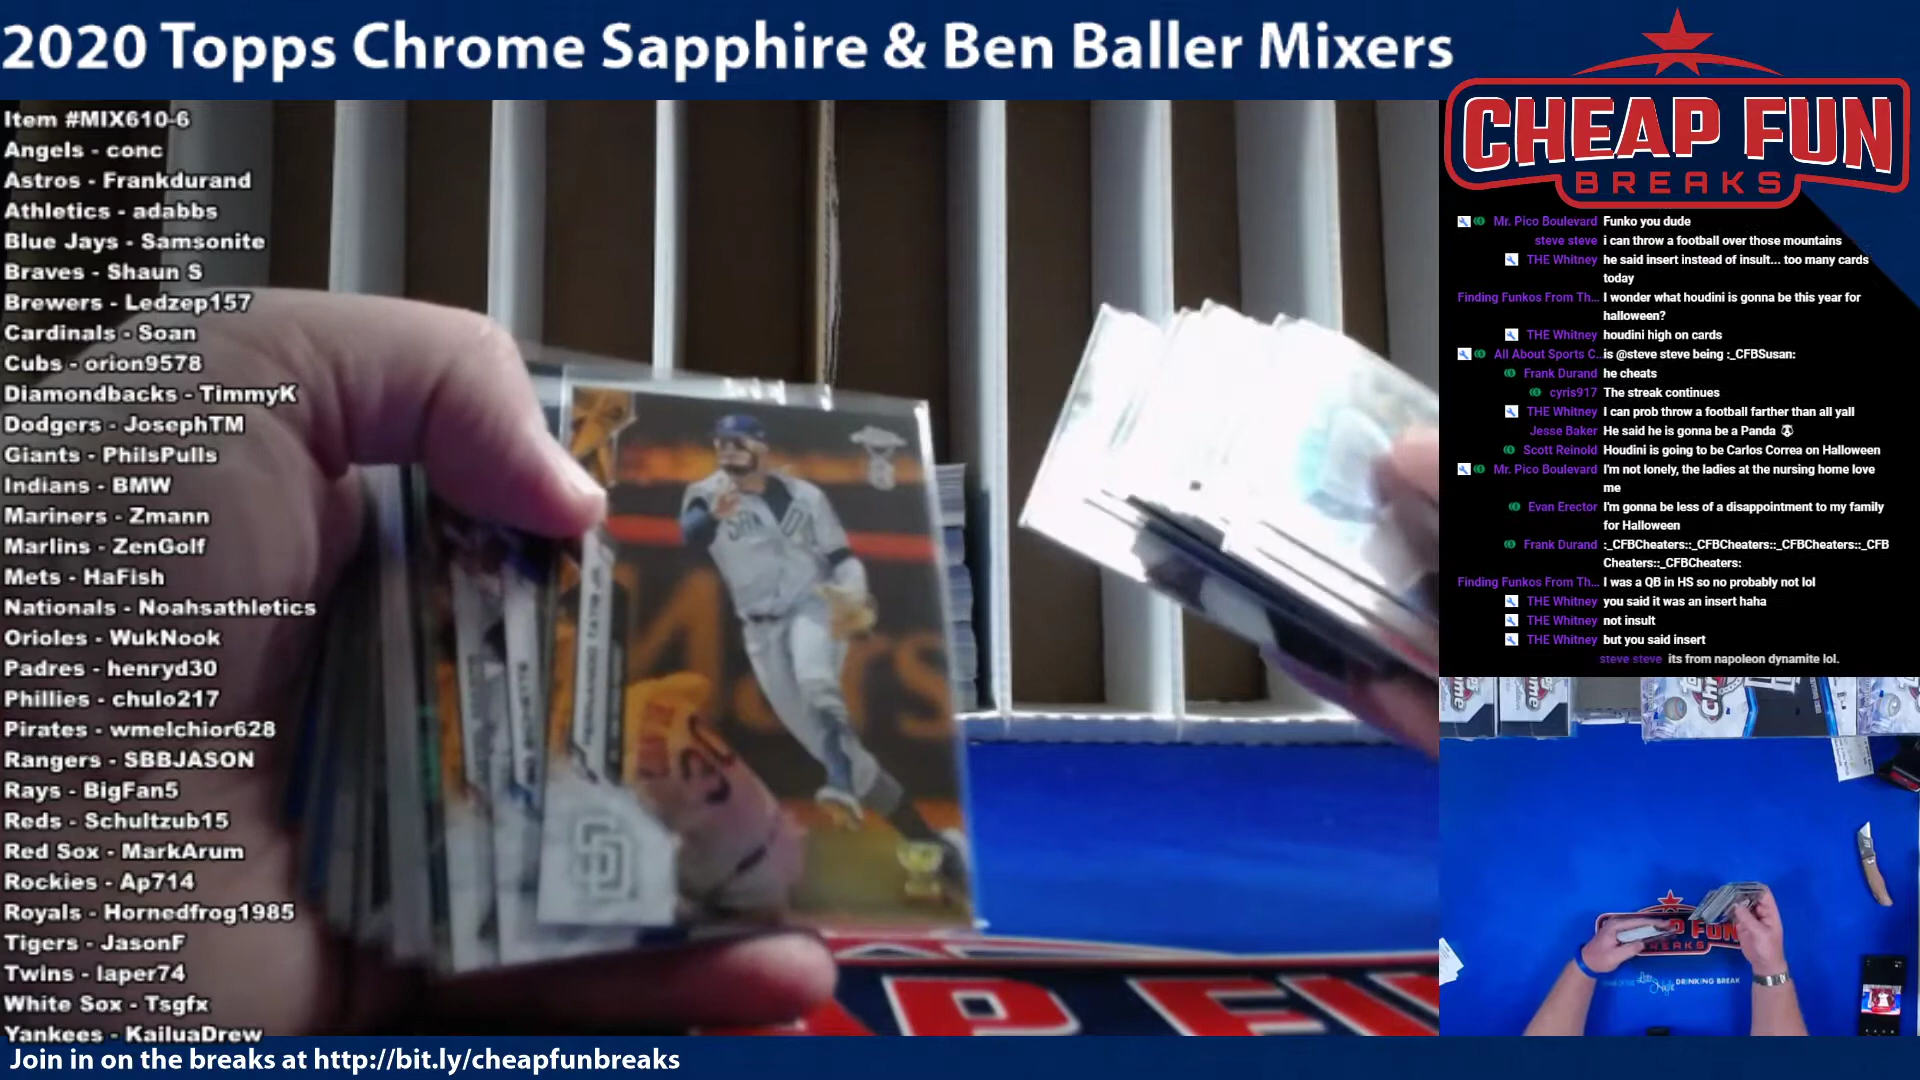 2020 Topps Chrome Sapphire & Ben Baller Mixers
CHEAP FUN
BREAKS
Item #MIX610-6
Angels - conc
Astros - Frankdurand
Athletics - adabbs
Blue Jays - Samsonite
Braves - Shaun S
Brewers - Ledzep157
Cardinals - Soan
Cubs - orion9578
Diamondbacks - TimmyK
Dodgers - JosephTM
Giants - PhilsPulls
Indians - BMW
Mariners - Zmann
Marlins - ZenGolf
Mets - HaFish
Nationals - Noahsathletics
Orioles - WukNook
Padres - henryd30
Phillies - chulo217
Pirates - wmelchior628
Rangers - SBBJASON
Rays - BigFan5
Reds - Schultzub15
Red Sox - MarkArum
Rockies - Ap714
Royals - Hornedfrog1985
Tigers - JasonF
Twins - laper74
White Sox - Tsgfx
Yankees - KailuaDrew
Mr. Pico Boulevard Funko you dude
steve steve i can throw a football over those mountains
THE Whitney he said insert instead of insult... too many cards
today
Finding Funkos From Th... I wonder what houdini is gonna be this year for
halloween?
THE Whitney houdini high on cards
All About Sports C... is @steve steve being :_CFBSusan:
Frank Durand he cheats
cyris917 The streak continues
THE Whitney I can prob throw a football farther than all yall
Jesse Baker He said he is gonna be a Panda 🐼
Scott Reinold Houdini is going to be Carlos Correa on Halloween
Mr. Pico Boulevard I'm not lonely, the ladies at the nursing home love
me
Evan Erector I'm gonna be less of a disappointment to my family
for Halloween
Frank Durand :_CFBCheaters::_CFBCheaters::_CFBCheaters::_CFB
Cheaters::_CFBCheaters:
Finding Funkos From Th... I was a QB in HS so no probably not lol
THE Whitney you said it was an insert haha
THE Whitney not insult
THE Whitney but you said insert
steve steve its from napoleon dynamite lol.
FERNANDO TATIS JR.
SD
DRINKING BREAK
BREAKS
Join in on the breaks at http://bit.ly/cheapfunbreaks